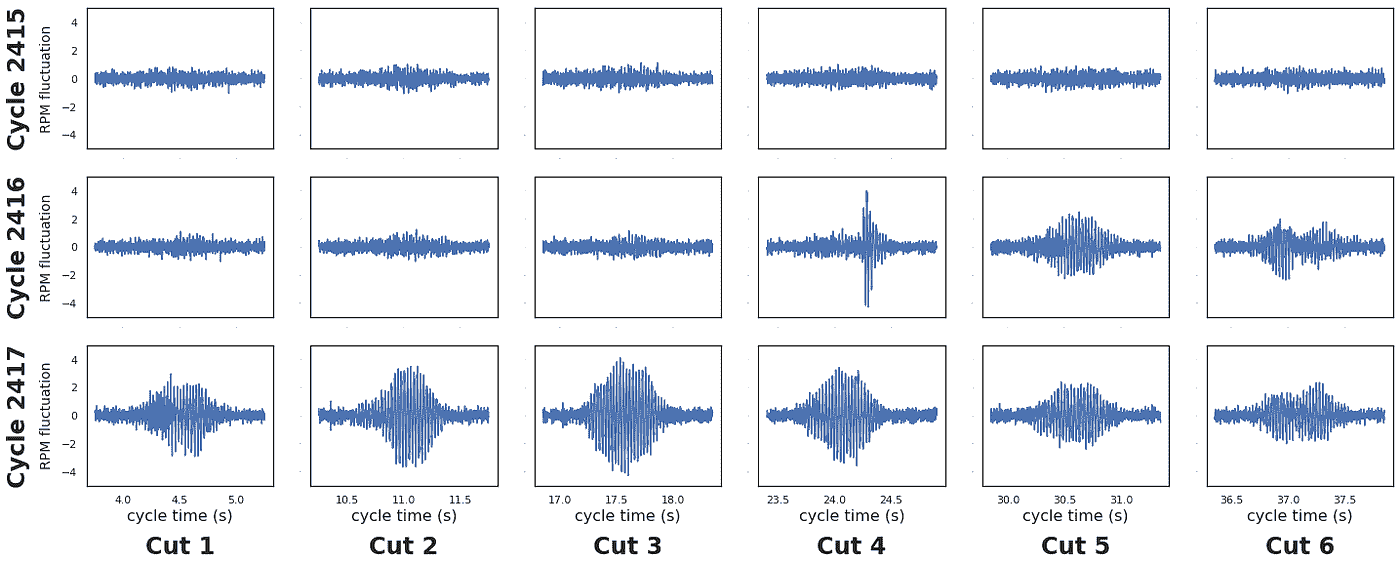 Cycle 2415
RPM fluctuation
4
2
0
−2
−4
Cycle 2416
RPM fluctuation
4
2
0
−2
−4
Cycle 2417
RPM fluctuation
4
2
0
−2
−4
4.0 4.5 5.0
cycle time (s)
Cut 1
10.5 11.0 11.5
cycle time (s)
Cut 2
17.0 17.5 18.0
cycle time (s)
Cut 3
23.5 24.0 24.5
cycle time (s)
Cut 4
30.0 30.5 31.0
cycle time (s)
Cut 5
36.5 37.0 37.5
cycle time (s)
Cut 6